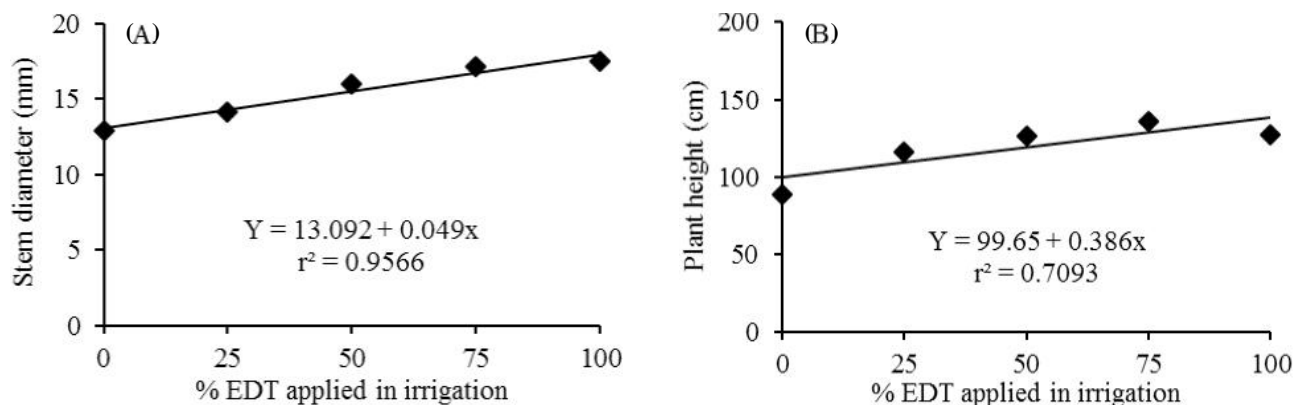 (A)
Stem diameter (mm)
20
15
10
5
0
Y = 13.092 + 0.049x
r² = 0.9566
0 25 50 75 100
% EDT applied in irrigation
(B)
Plant height (cm)
200
150
100
50
0
Y = 99.65 + 0.386x
r² = 0.7093
0 25 50 75 100
% EDT applied in irrigation